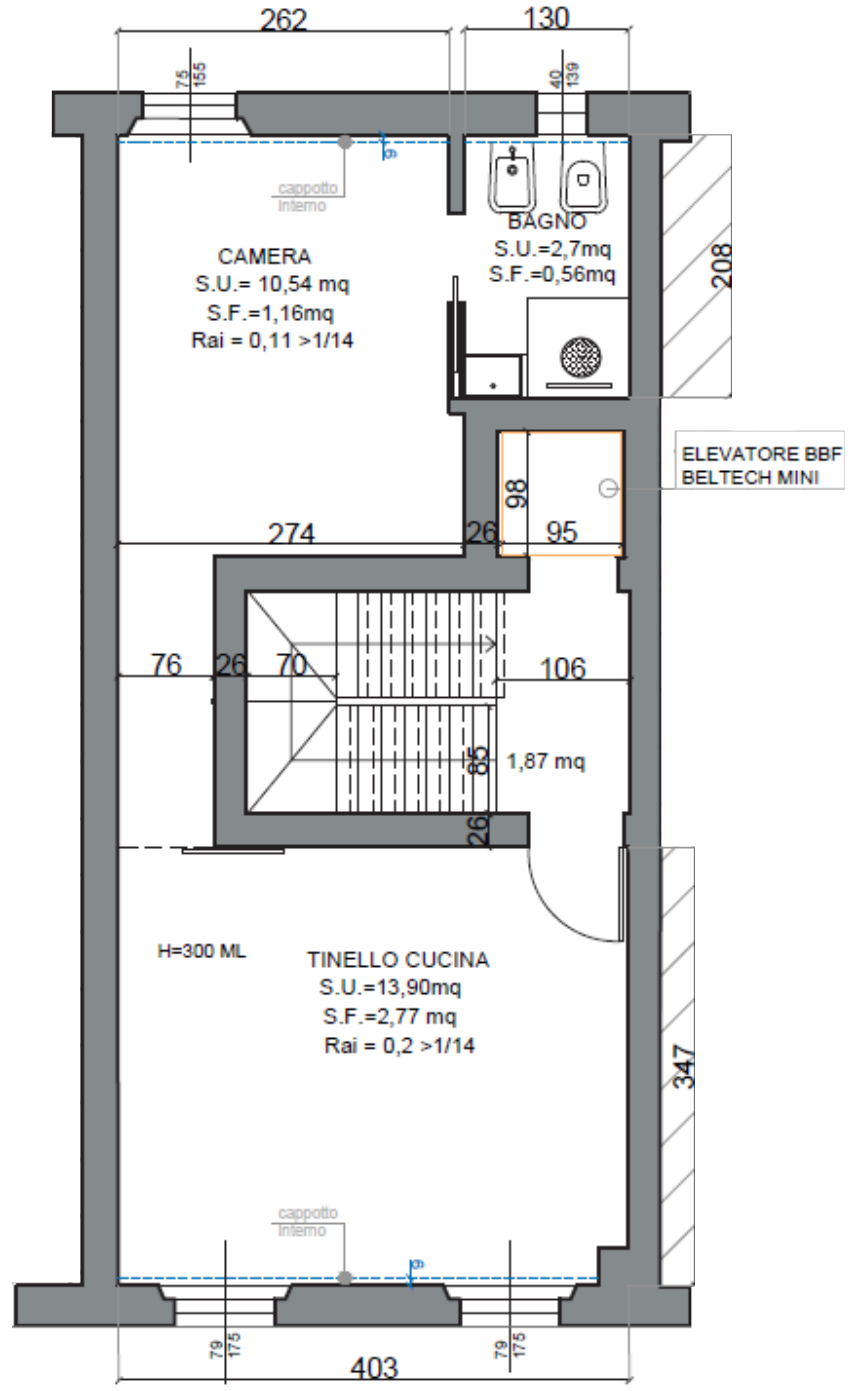 262
130
75
155
40
139
6
cappotto
interno
BAGNO
S.U.=2,7mq
S.F.=0,56mq
CAMERA
S.U.= 10,54 mq
S.F.=1,16mq
Rai = 0,11 >1/14
208
ELEVATORE BBF
BELTECH MINI
98
274
26
95
76
26
70
106
85
1,87 mq
26
H=300 ML
TINELLO CUCINA
S.U.=13,90mq
S.F.=2,77 mq
Rai = 0,2 >1/14
347
cappotto
interno
6
79
175
79
175
403